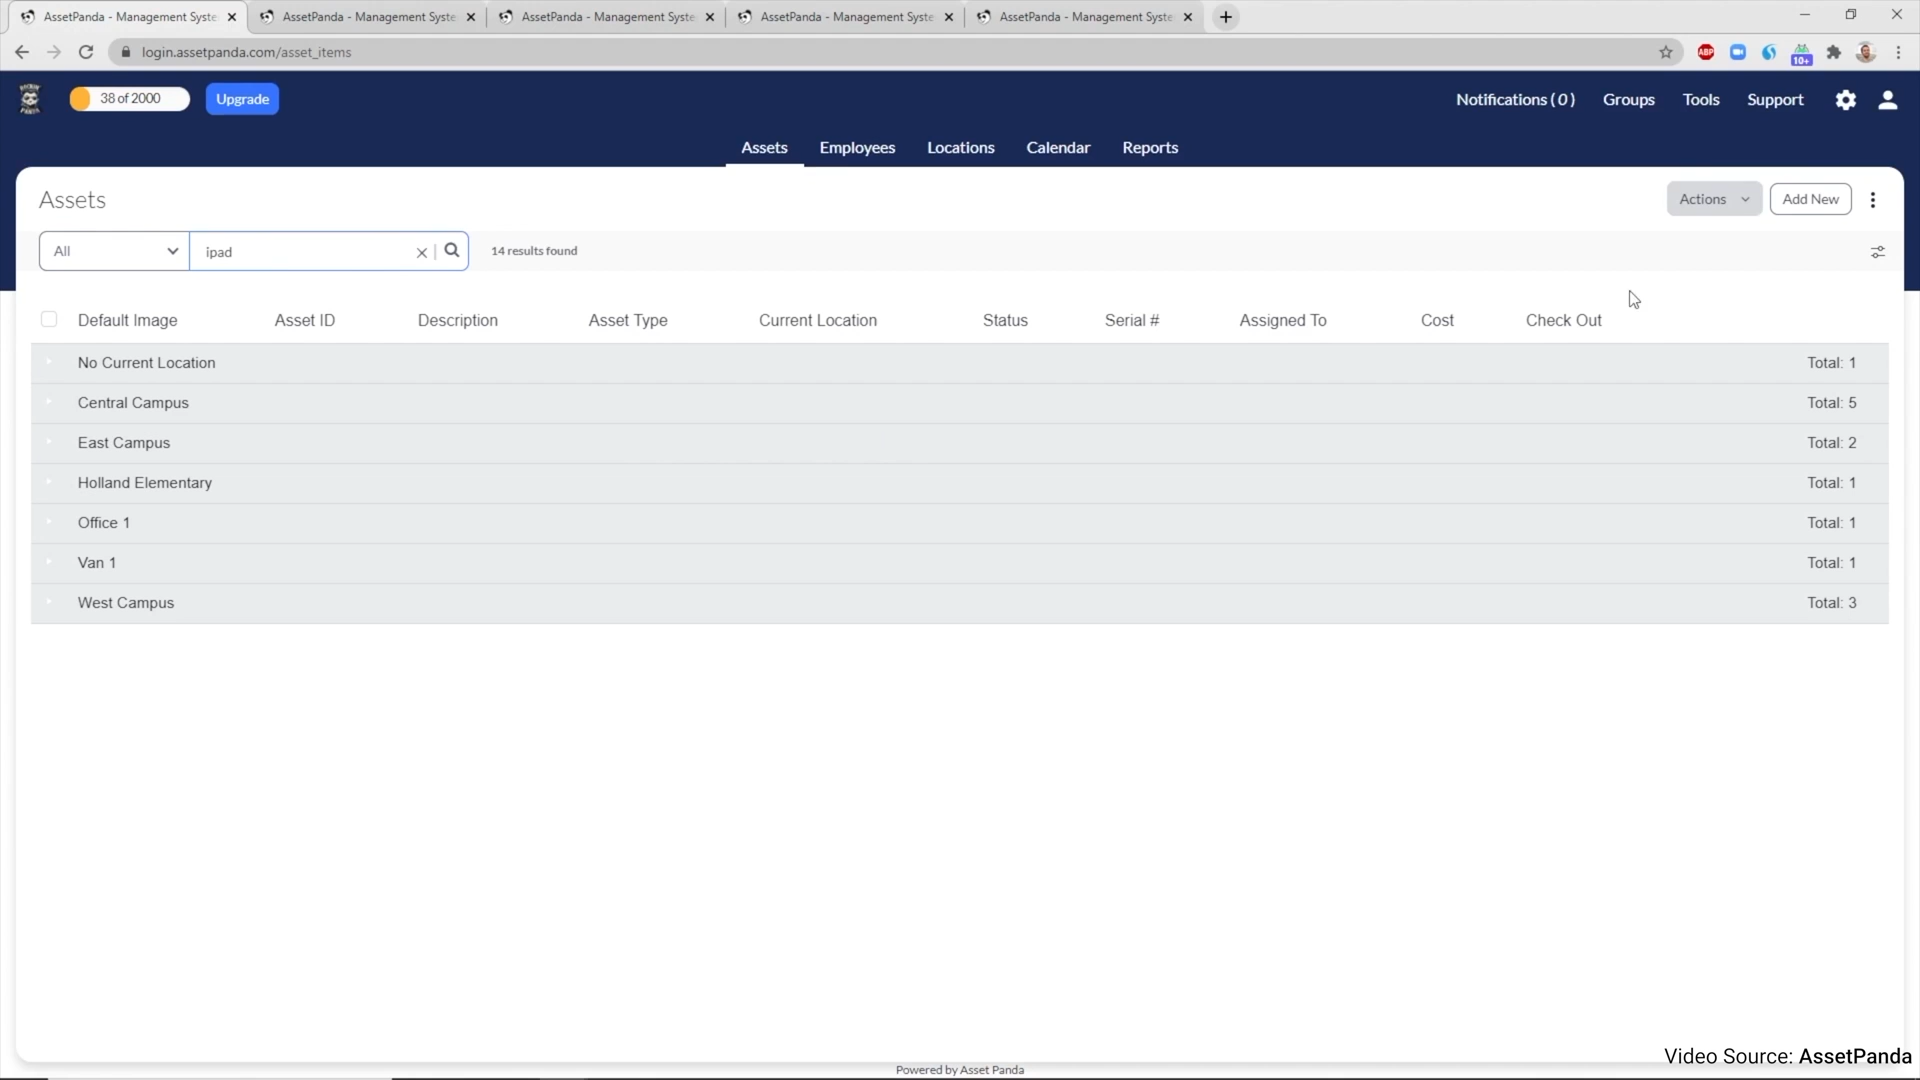 AssetPanda - Management Syste AssetPanda - Management Syste AssetPanda - Management Syste AssetPanda - Management Syste AssetPanda - Management Syste
login.assetpanda.com/asset_items ABP 10+
38 of 2000 Upgrade Notifications ( 0 ) Groups Tools Support
Assets Employees Locations Calendar Reports
Assets Actions Add New
All ipad 14 results found
Default Image Asset ID Description Asset Type Current Location Status Serial # Assigned To Cost Check Out
No Current Location Total: 1
Central Campus Total: 5
East Campus Total: 2
Holland Elementary Total: 1
Office 1 Total: 1
Van 1 Total: 1
West Campus Total: 3
Video Source: AssetPanda
Powered by Asset Panda